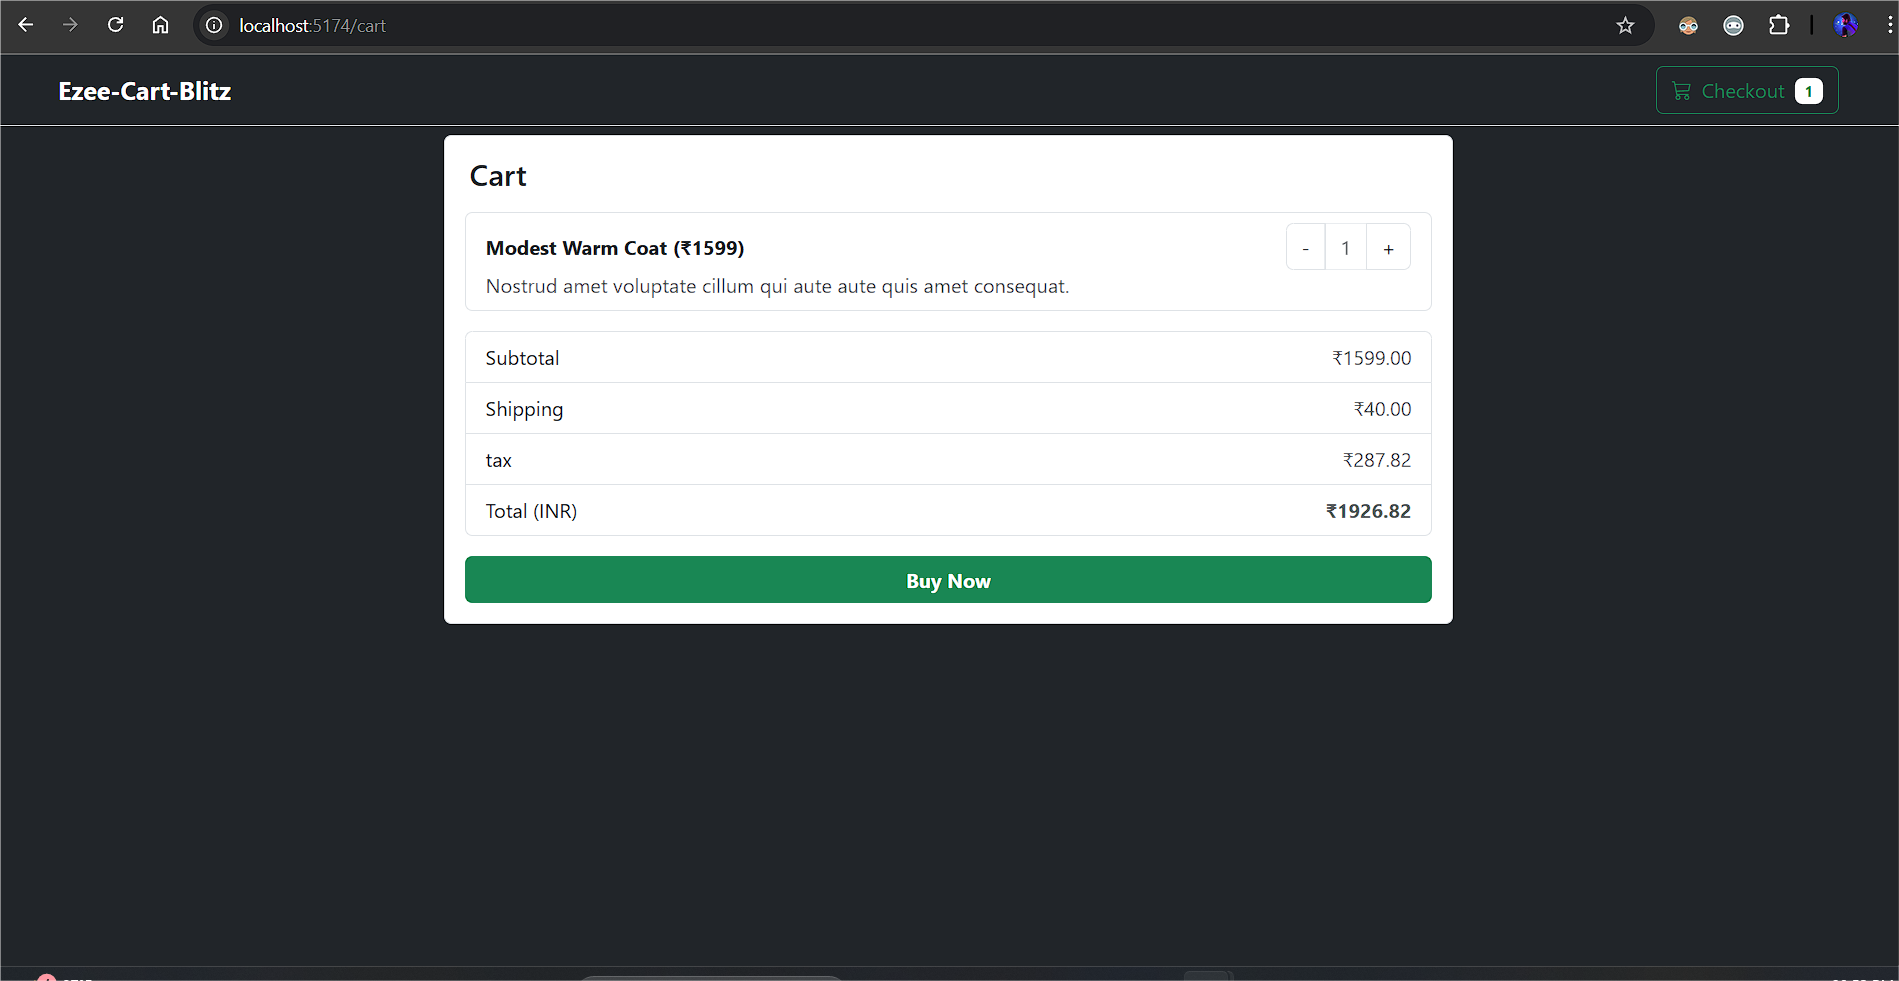 localhost:5174/cart
Ezee-Cart-Blitz
Checkout 1
Cart
Modest Warm Coat (₹1599)
- 1 +
Nostrud amet voluptate cillum qui aute aute quis amet consequat.
Subtotal ₹1599.00
Shipping ₹40.00
tax ₹287.82
Total (INR) ₹1926.82
Buy Now